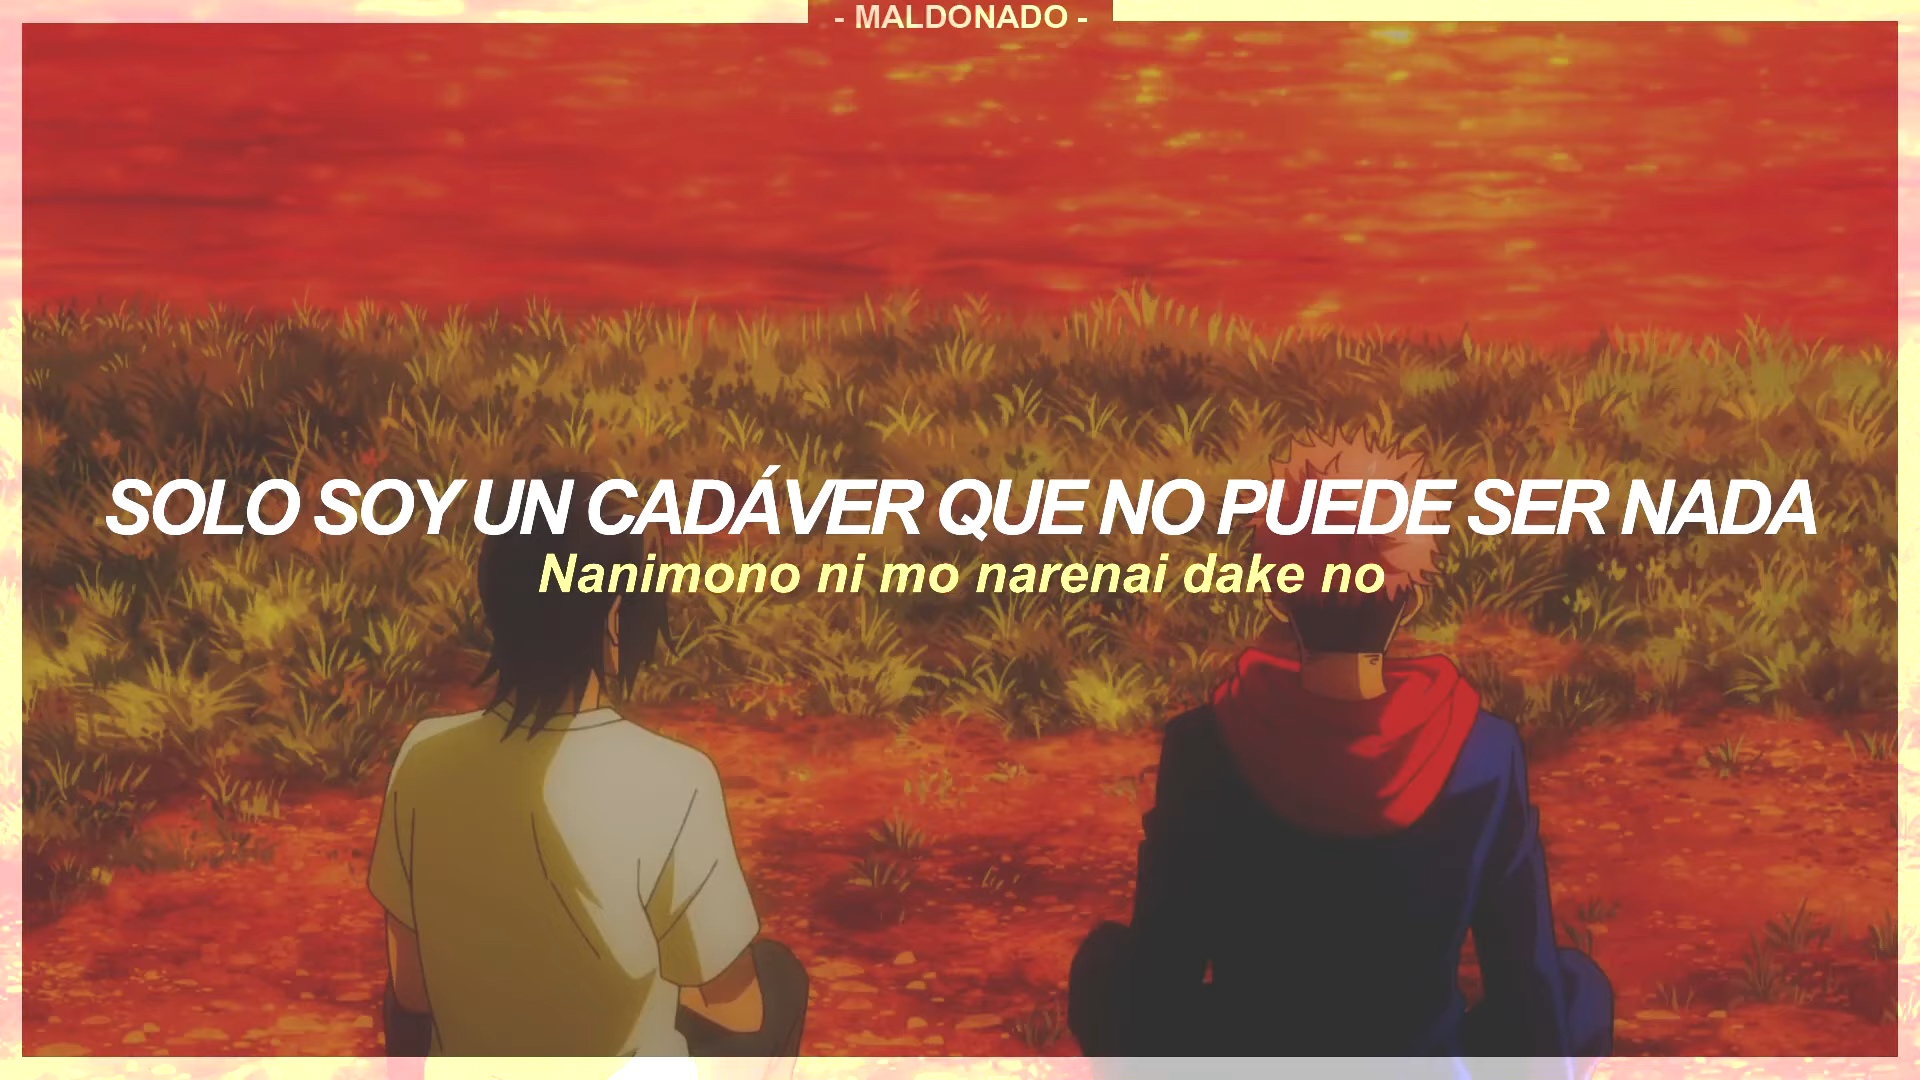 - MALDONADO -
SOLO SOY UN CADÁVER QUE NO PUEDE SER NADA
Nanimono ni mo narenai dake no